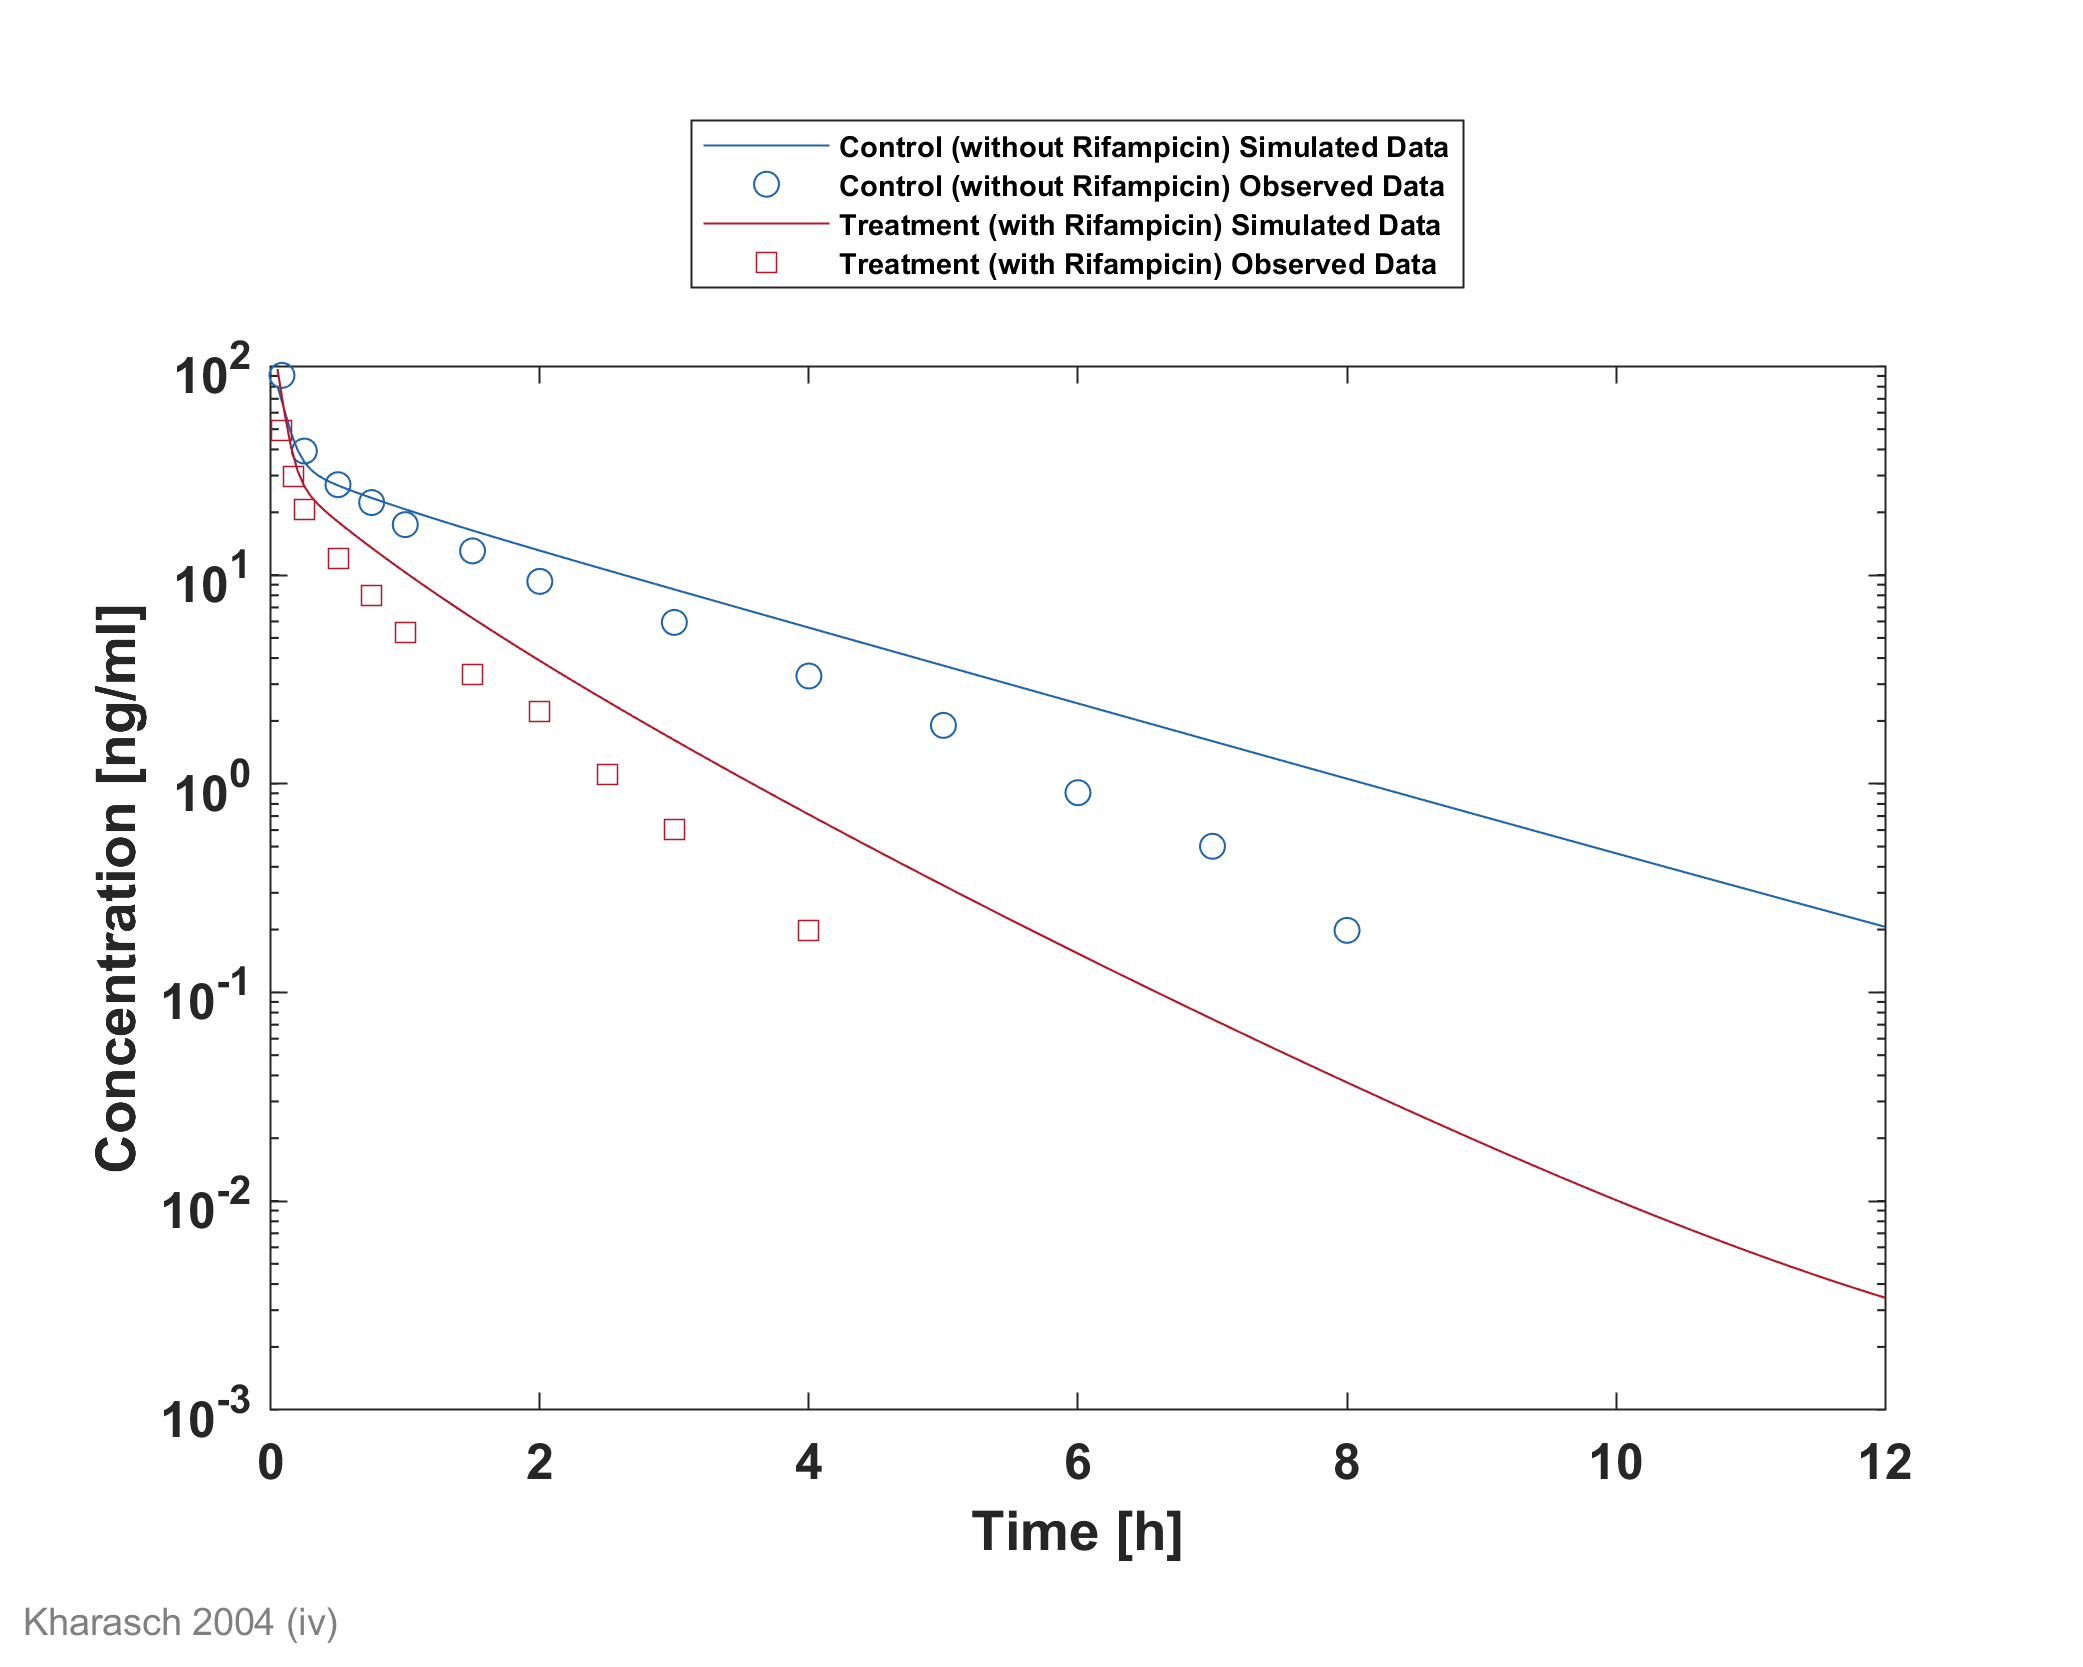 Control (without Rifampicin) Simulated Data
Control (without Rifampicin) Observed Data
Treatment (with Rifampicin) Simulated Data
Treatment (with Rifampicin) Observed Data
10^2
10^1
10^0
10^-1
10^-2
10^-3
Concentration [ng/ml]
0 2 4 6 8 10 12
Time [h]
Kharasch 2004 (iv)